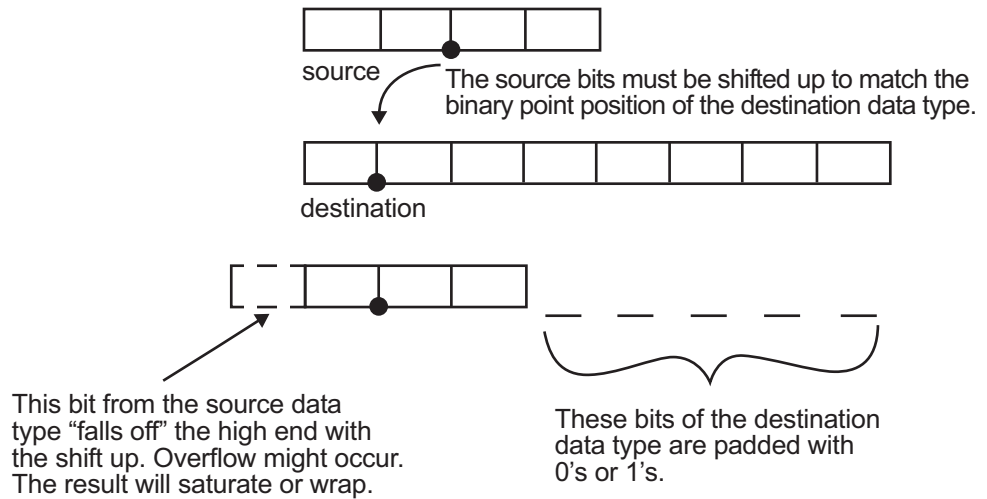 source
The source bits must be shifted up to match the
binary point position of the destination data type.
destination
This bit from the source data
type “falls off” the high end with
the shift up. Overflow might occur.
The result will saturate or wrap.
These bits of the destination
data type are padded with
0's or 1's.